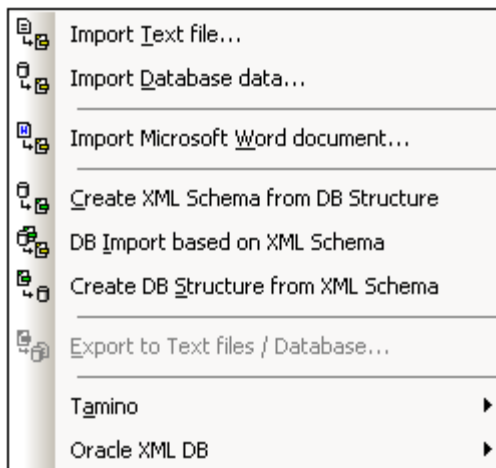 Import Text file...
Import Database data...
Import Microsoft Word document...
Create XML Schema from DB Structure
DB Import based on XML Schema
Create DB Structure from XML Schema
Export to Text files / Database...
Tamino
Oracle XML DB